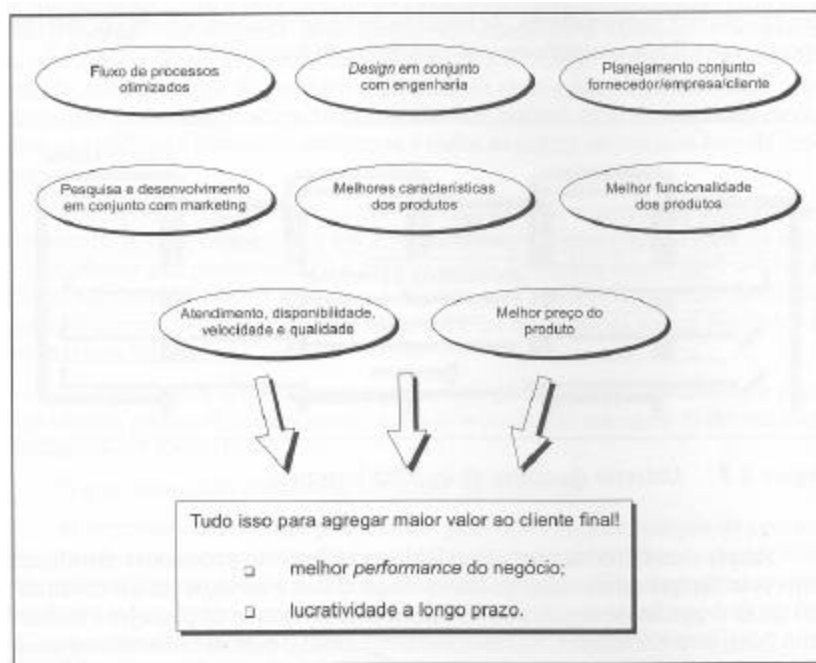 Fluxo de processos
otimizados
Design em conjunto
com engenharia
Planejamento conjunto
fornecedor/empresa/cliente
Pesquisa e desenvolvimento
em conjunto com marketing
Melhores características
dos produtos
Melhor funcionalidade
dos produtos
Atendimento, disponibilidade,
velocidade e qualidade
Melhor preço do
produto
Tudo isso para agregar maior valor ao cliente final!
❑ melhor performance do negócio;
❑ lucratividade a longo prazo.